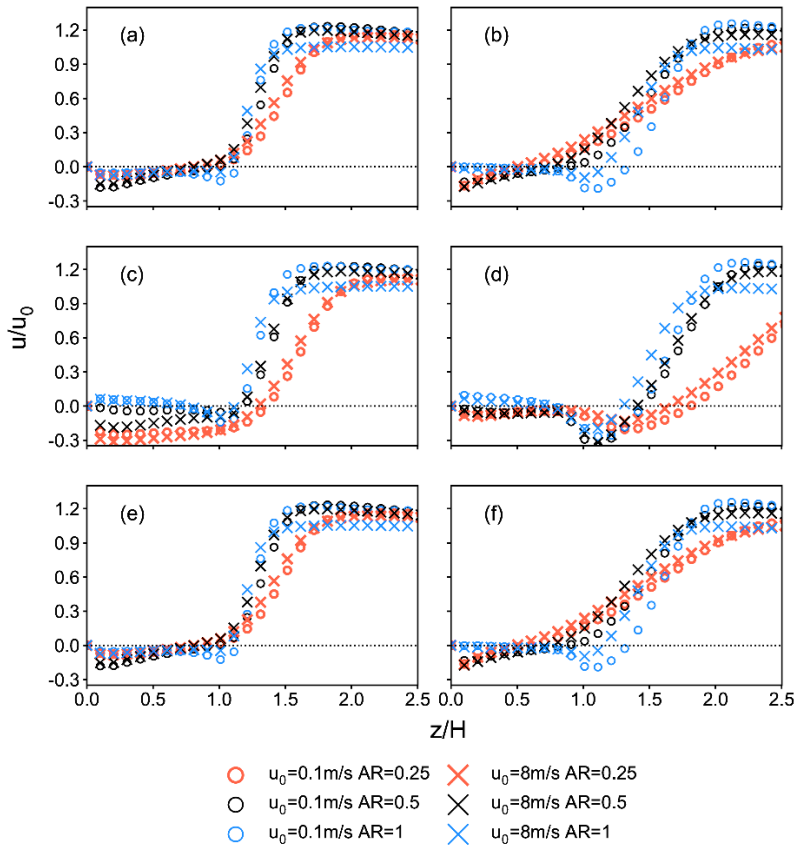 (a)
(b)
1.2
0.9
0.6
0.3
0.0
-0.3
(c)
(d)
1.2
0.9
0.6
0.3
0.0
-0.3
u/u0
(e)
(f)
1.2
0.9
0.6
0.3
0.0
-0.3
0.0 0.5 1.0 1.5 2.0 2.5
0.0 0.5 1.0 1.5 2.0 2.5
z/H
u0=0.1m/s AR=0.25
u0=8m/s AR=0.25
u0=0.1m/s AR=0.5
u0=8m/s AR=0.5
u0=0.1m/s AR=1
u0=8m/s AR=1